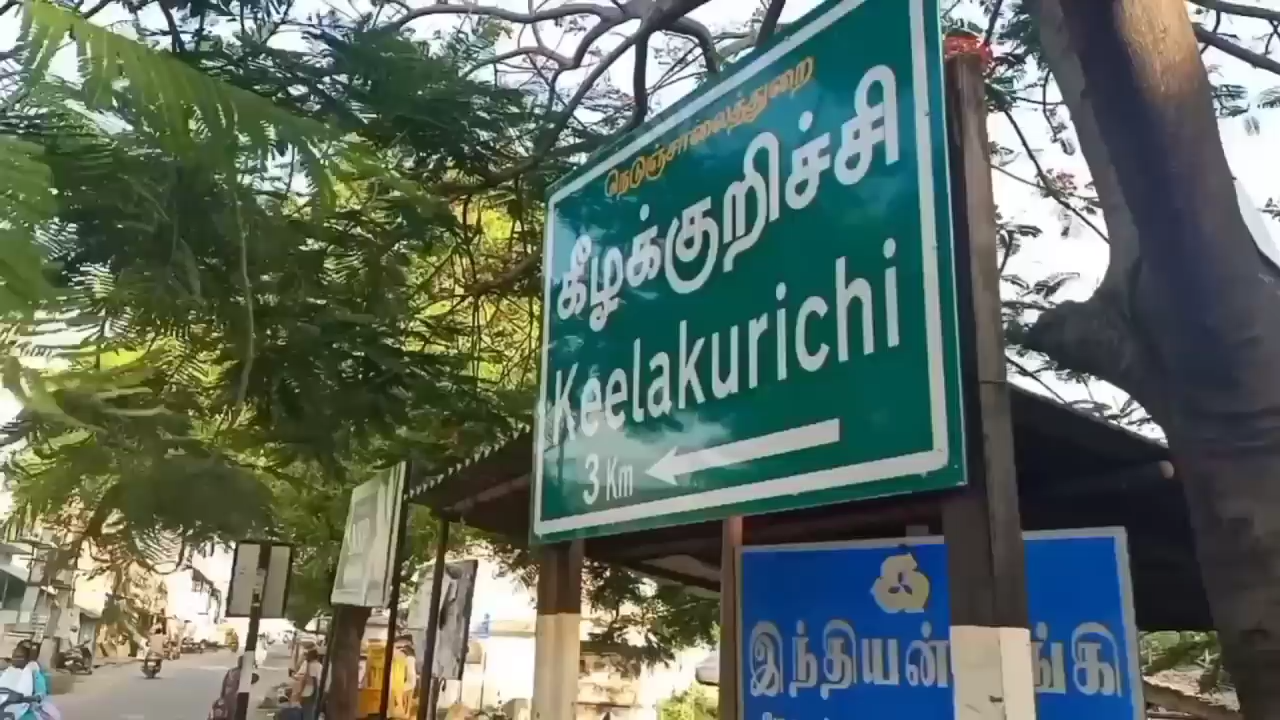 நெடுஞ்சாலைத்துறை
கீழக்குறிச்சி
Keelakurichi
3 Km
இந்தியன்